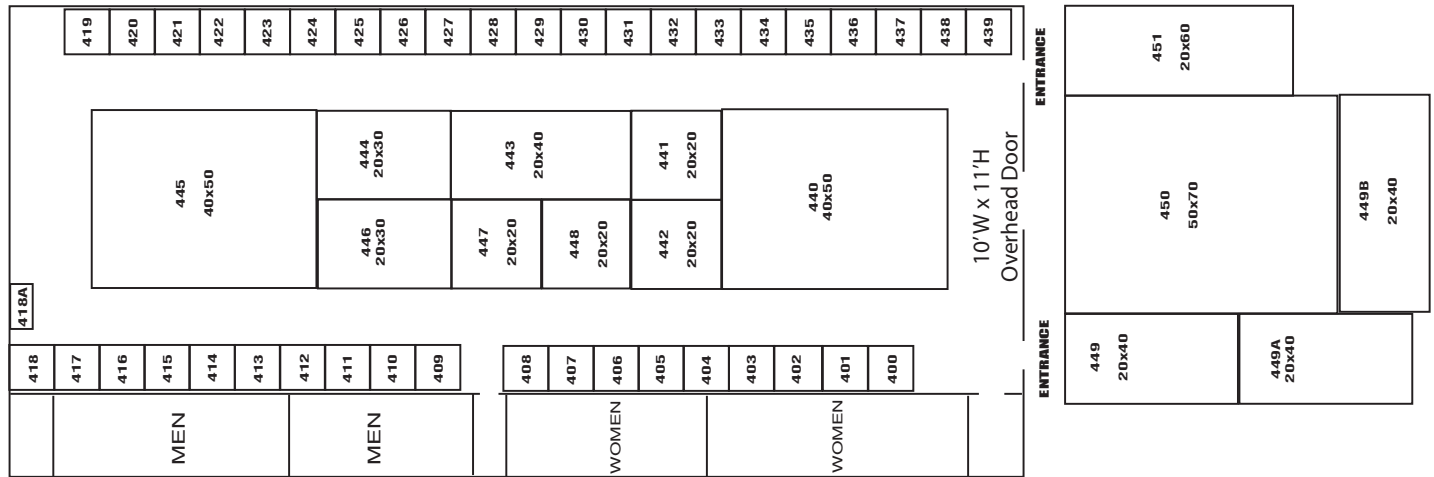 419
420
421
422
423
424
425
426
427
428
429
430
431
432
433
434
435
436
437
438
439
ENTRANCE
451
20x60
445
40x50
444
20x30
443
20x40
441
20x20
440
40x50
446
20x30
447
20x20
448
20x20
442
20x20
10'W x 11'H
Overhead Door
450
50x70
449B
20x40
418A
418
417
416
415
414
413
412
411
410
409
408
407
406
405
404
403
402
401
400
ENTRANCE
449
20x40
449A
20x40
MEN
MEN
WOMEN
WOMEN